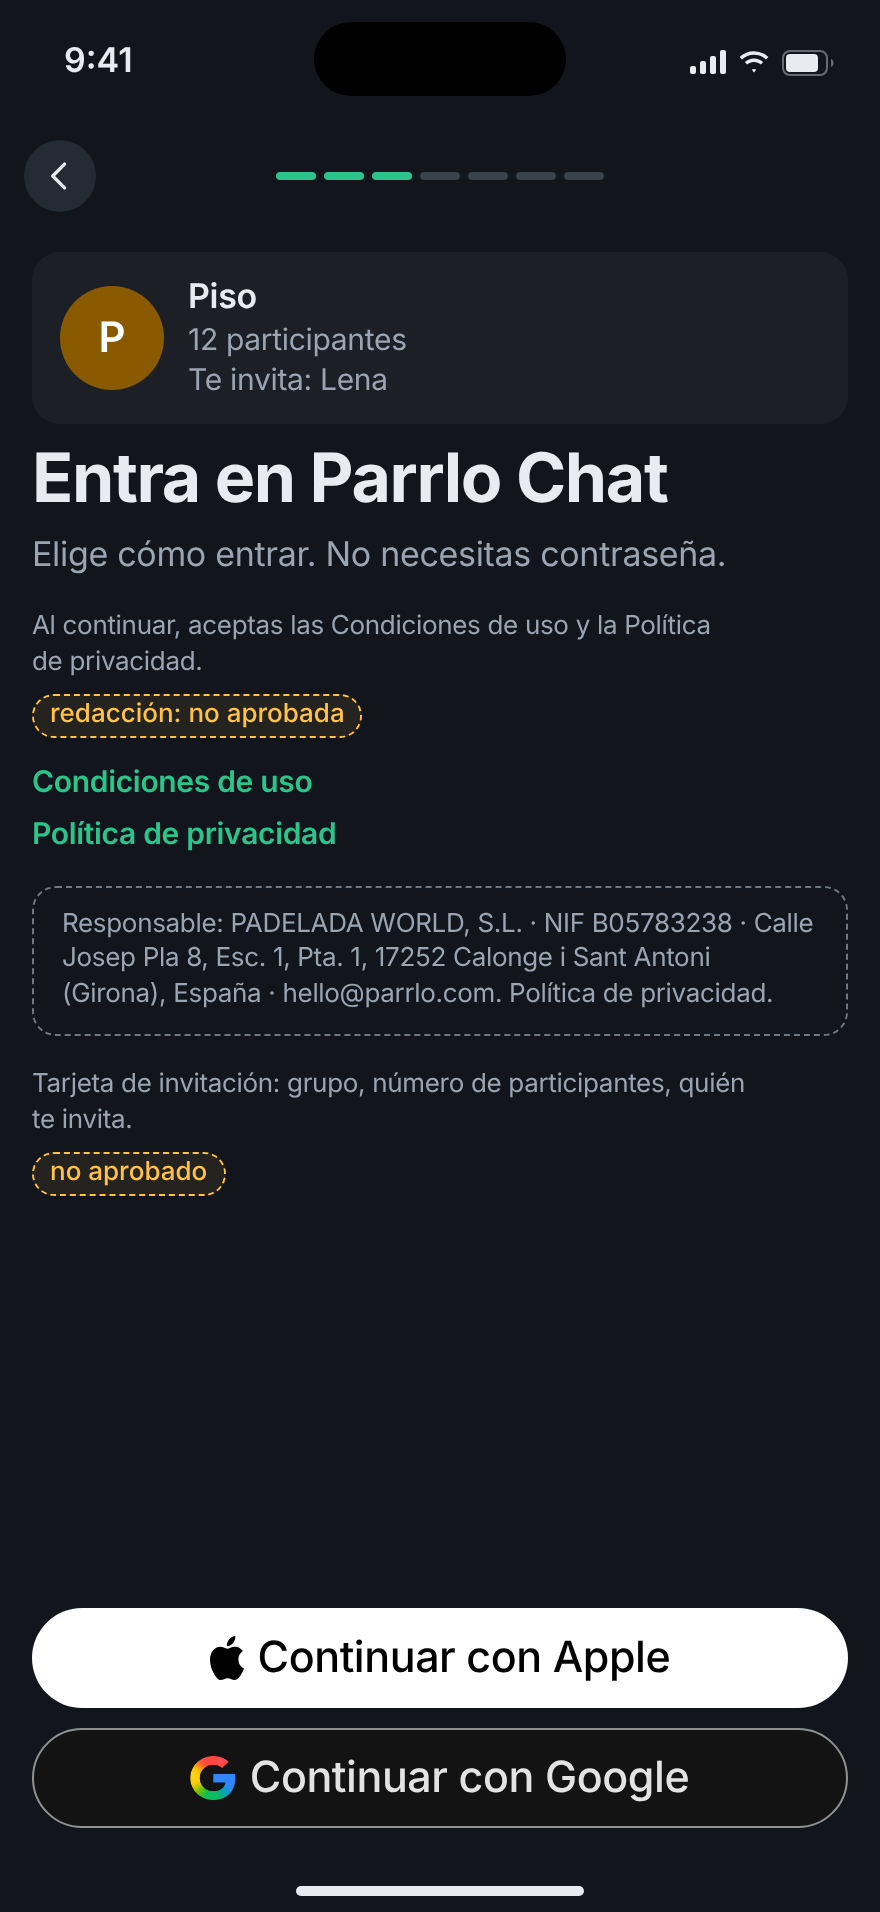 9:41
P
Piso
12 participantes
Te invita: Lena
Entra en Parrlo Chat
Elige cómo entrar. No necesitas contraseña.
Al continuar, aceptas las Condiciones de uso y la Política
de privacidad.
redacción: no aprobada
Condiciones de uso
Política de privacidad
Responsable: PADELADA WORLD, S.L. · NIF B05783238 · Calle
Josep Pla 8, Esc. 1, Pta. 1, 17252 Calonge i Sant Antoni
(Girona), España · hello@parrlo.com. Política de privacidad.
Tarjeta de invitación: grupo, número de participantes, quién
te invita.
no aprobado
Continuar con Apple
Continuar con Google